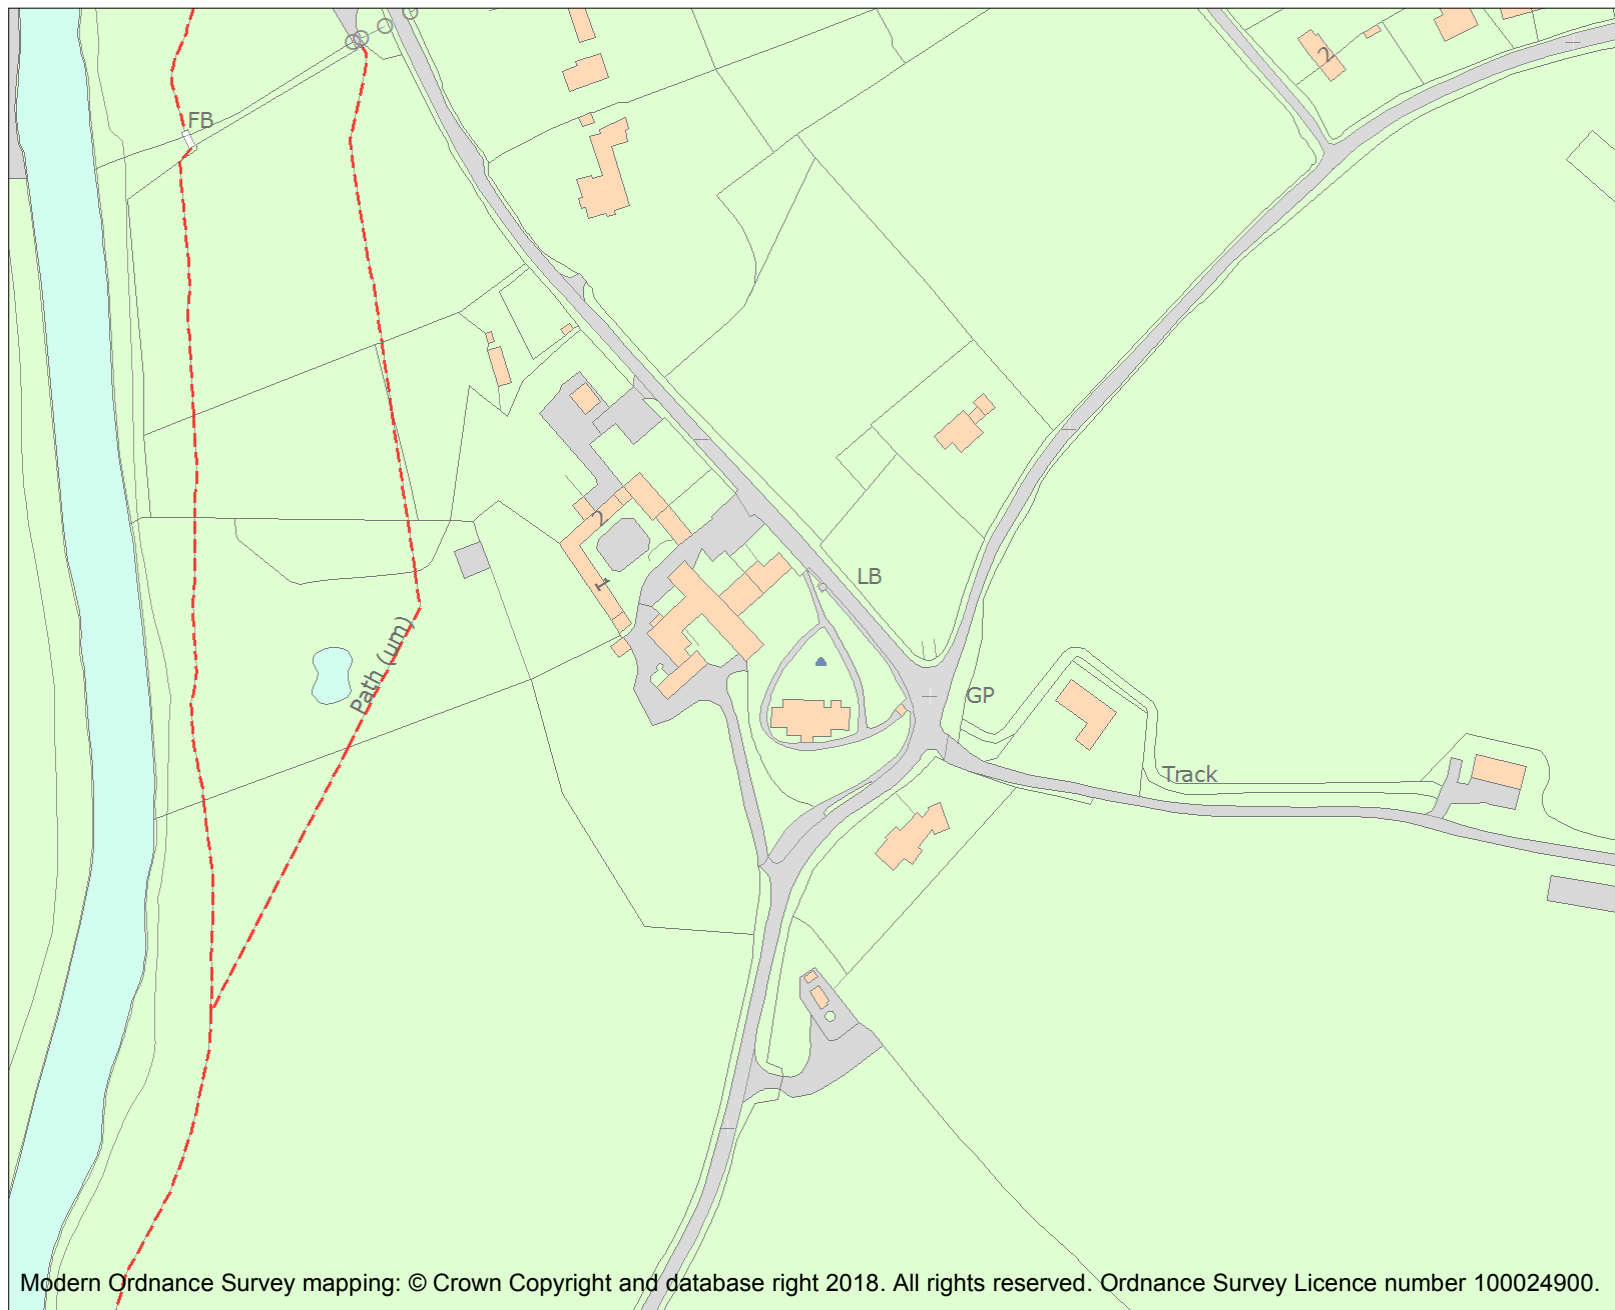 2
FB
2
1
LB
Path (um)
GP
Track
Modern Ordnance Survey mapping: © Crown Copyright and database right 2018. All rights reserved. Ordnance Survey Licence number 100024900.